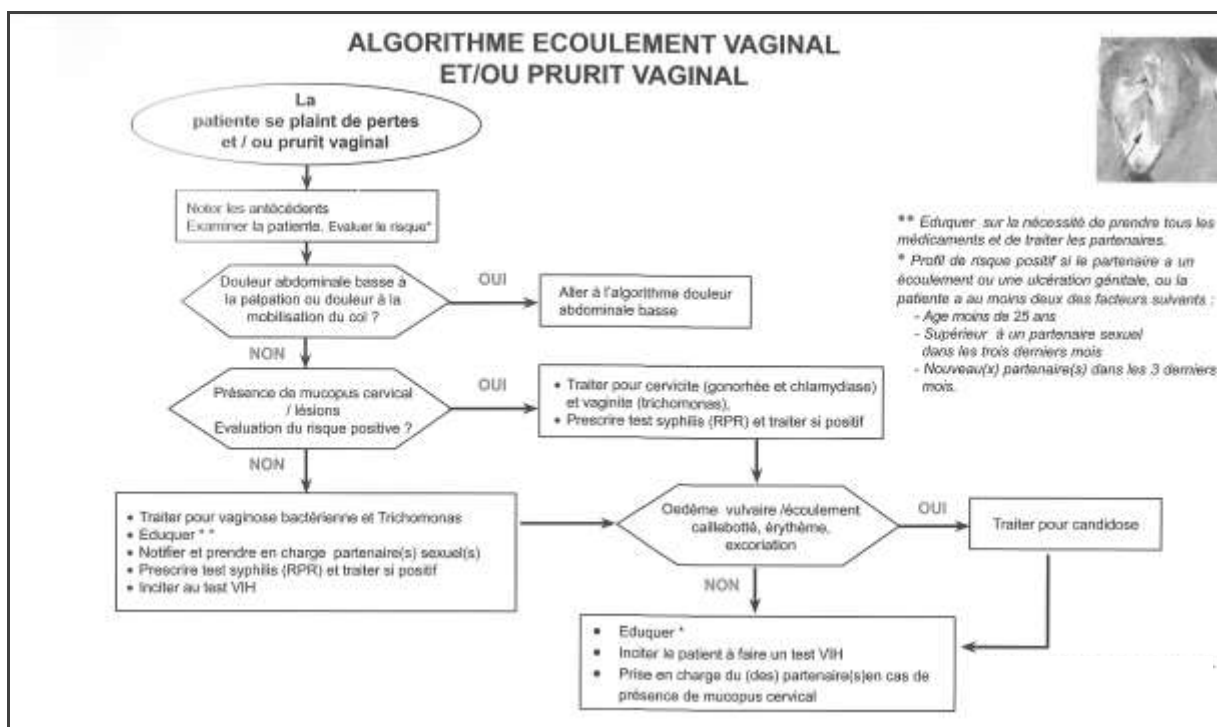 ALGORITHME ECOULEMENT VAGINAL
ET/OU PRURIT VAGINAL
La
patiente se plaint de pertes
et / ou prurit vaginal
Noter les antécédents
Examiner la patiente. Evaluer le risque*
Douleur abdominale basse à
la palpation ou douleur à la
mobilisation du col ?
OUI
Aller à l'algorithme douleur
abdominale basse
NON
Présence de mucopus cervical
/ lésions
Evaluation du risque positive ?
OUI
• Traiter pour cervicite (gonorhée et chlamydiase)
et vaginite (trichomonas),
• Prescrire test syphilis (RPR) et traiter si positif
NON
• Traiter pour vaginose bactérienne et Trichomonas
• Eduquer * *
• Notifier et prendre en charge partenaire(s) sexuel(s)
• Prescrire test syphilis (RPR) et traiter si positif
• Inciter au test VIH
Oedème vulvaire /écoulement
caillebotté, érythème,
excoriation
OUI
Traiter pour candidose
NON
• Eduquer *
• Inciter le patient à faire un test VIH
• Prise en charge du (des) partenaire(s)en cas de
présence de mucopus cervical
** Eduquer sur la nécessité de prendre tous les
médicaments et de traiter les partenaires.
* Profil de risque positif si le partenaire a un
écoulement ou une ulcération génitale, ou la
patiente a au moins deux des facteurs suivants :
- Age moins de 25 ans
- Supérieur à un partenaire sexuel
dans les trois derniers mois
- Nouveau(x) partenaire(s) dans les 3 derniers
mois.